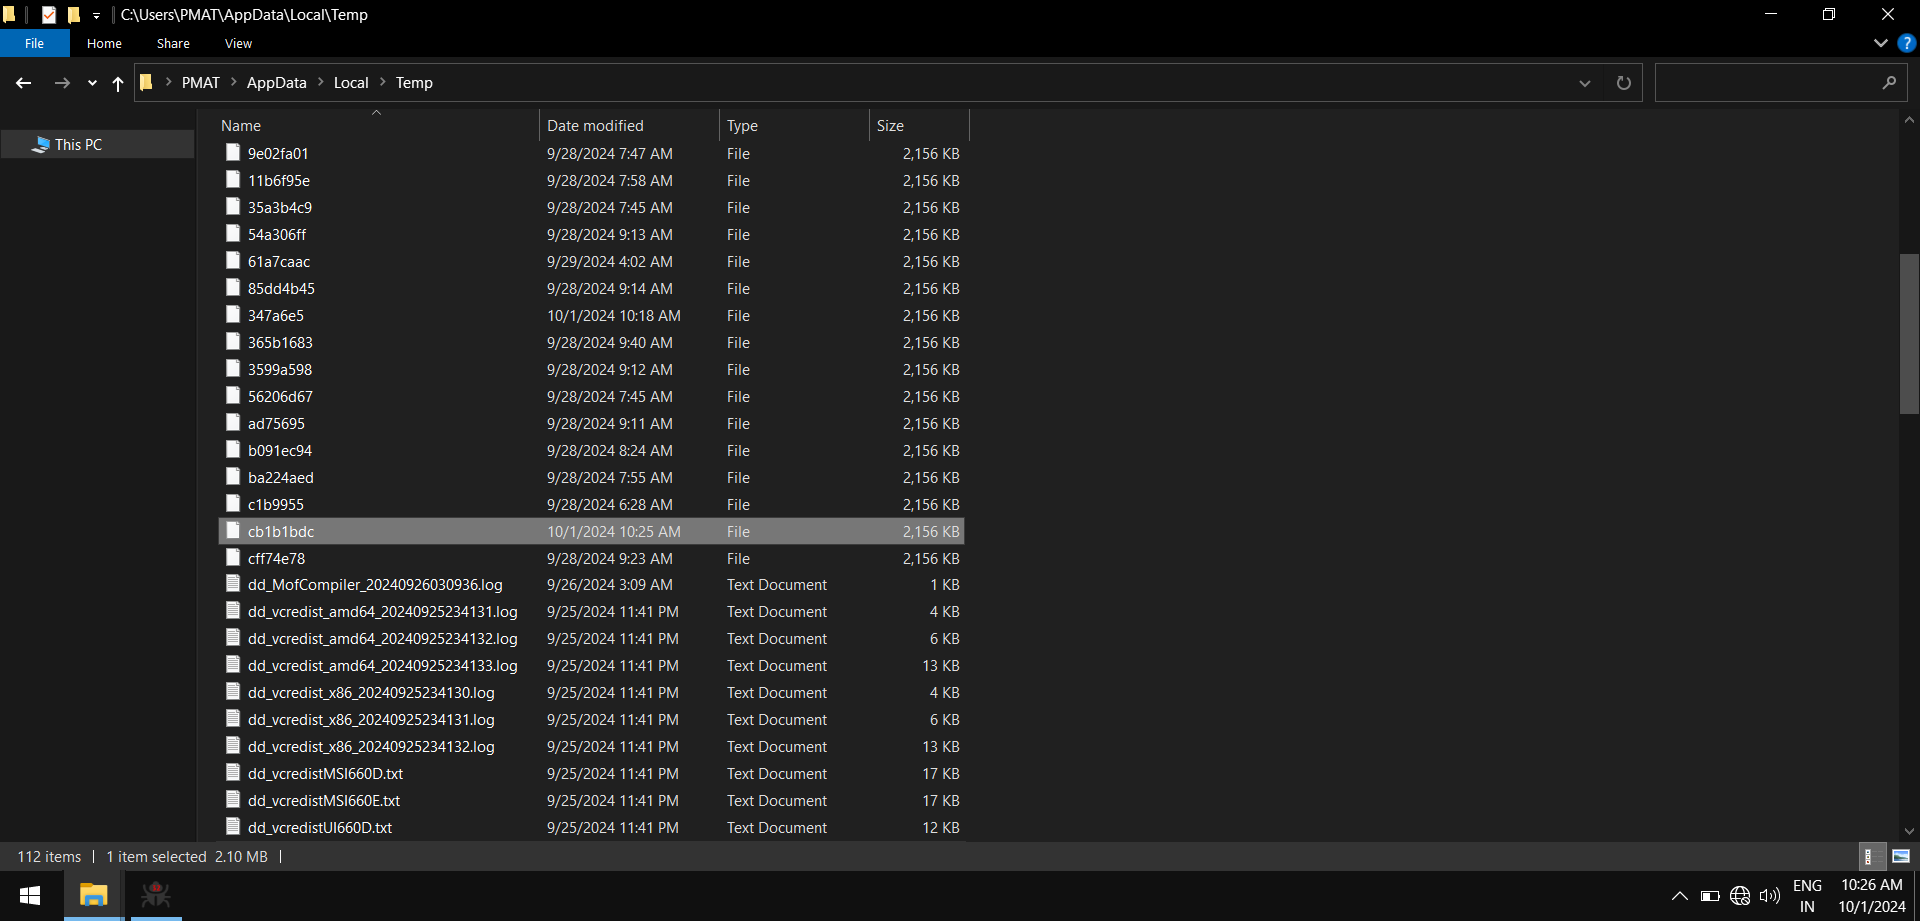 C:\Users\PMAT\AppData\Local\Temp
File Home Share View
?
PMAT AppData Local Temp
Name Date modified Type Size
This PC
9e02fa01 9/28/2024 7:47 AM File 2,156 KB
11b6f95e 9/28/2024 7:58 AM File 2,156 KB
35a3b4c9 9/28/2024 7:45 AM File 2,156 KB
54a306ff 9/28/2024 9:13 AM File 2,156 KB
61a7caac 9/29/2024 4:02 AM File 2,156 KB
85dd4b45 9/28/2024 9:14 AM File 2,156 KB
347a6e5 10/1/2024 10:18 AM File 2,156 KB
365b1683 9/28/2024 9:40 AM File 2,156 KB
3599a598 9/28/2024 9:12 AM File 2,156 KB
56206d67 9/28/2024 7:45 AM File 2,156 KB
ad75695 9/28/2024 9:11 AM File 2,156 KB
b091ec94 9/28/2024 8:24 AM File 2,156 KB
ba224aed 9/28/2024 7:55 AM File 2,156 KB
c1b9955 9/28/2024 6:28 AM File 2,156 KB
cb1b1bdc 10/1/2024 10:25 AM File 2,156 KB
cff74e78 9/28/2024 9:23 AM File 2,156 KB
dd_MofCompiler_20240926030936.log 9/26/2024 3:09 AM Text Document 1 KB
dd_vcredist_amd64_20240925234131.log 9/25/2024 11:41 PM Text Document 4 KB
dd_vcredist_amd64_20240925234132.log 9/25/2024 11:41 PM Text Document 6 KB
dd_vcredist_amd64_20240925234133.log 9/25/2024 11:41 PM Text Document 13 KB
dd_vcredist_x86_20240925234130.log 9/25/2024 11:41 PM Text Document 4 KB
dd_vcredist_x86_20240925234131.log 9/25/2024 11:41 PM Text Document 6 KB
dd_vcredist_x86_20240925234132.log 9/25/2024 11:41 PM Text Document 13 KB
dd_vcredistMSI660D.txt 9/25/2024 11:41 PM Text Document 17 KB
dd_vcredistMSI660E.txt 9/25/2024 11:41 PM Text Document 17 KB
dd_vcredistUI660D.txt 9/25/2024 11:41 PM Text Document 12 KB
112 items 1 item selected 2.10 MB
ENG 10:26 AM
IN 10/1/2024